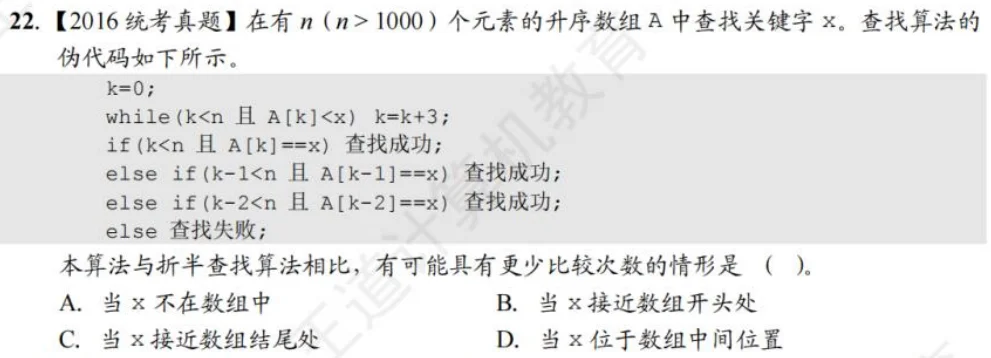 22. 【2016 统考真题】在有 n（n > 1000）个元素的升序数组 A 中查找关键字 x。查找算法的
伪代码如下所示。
k=0;
while(k<n 且 A[k]<x) k=k+3;
if(k<n 且 A[k]==x) 查找成功;
else if(k-1<n 且 A[k-1]==x) 查找成功;
else if(k-2<n 且 A[k-2]==x) 查找成功;
else 查找失败;
本算法与折半查找算法相比，有可能具有更少比较次数的情形是（ ）。
A. 当 x 不在数组中 B. 当 x 接近数组开头处
C. 当 x 接近数组结尾处 D. 当 x 位于数组中间位置
王道计算机教育